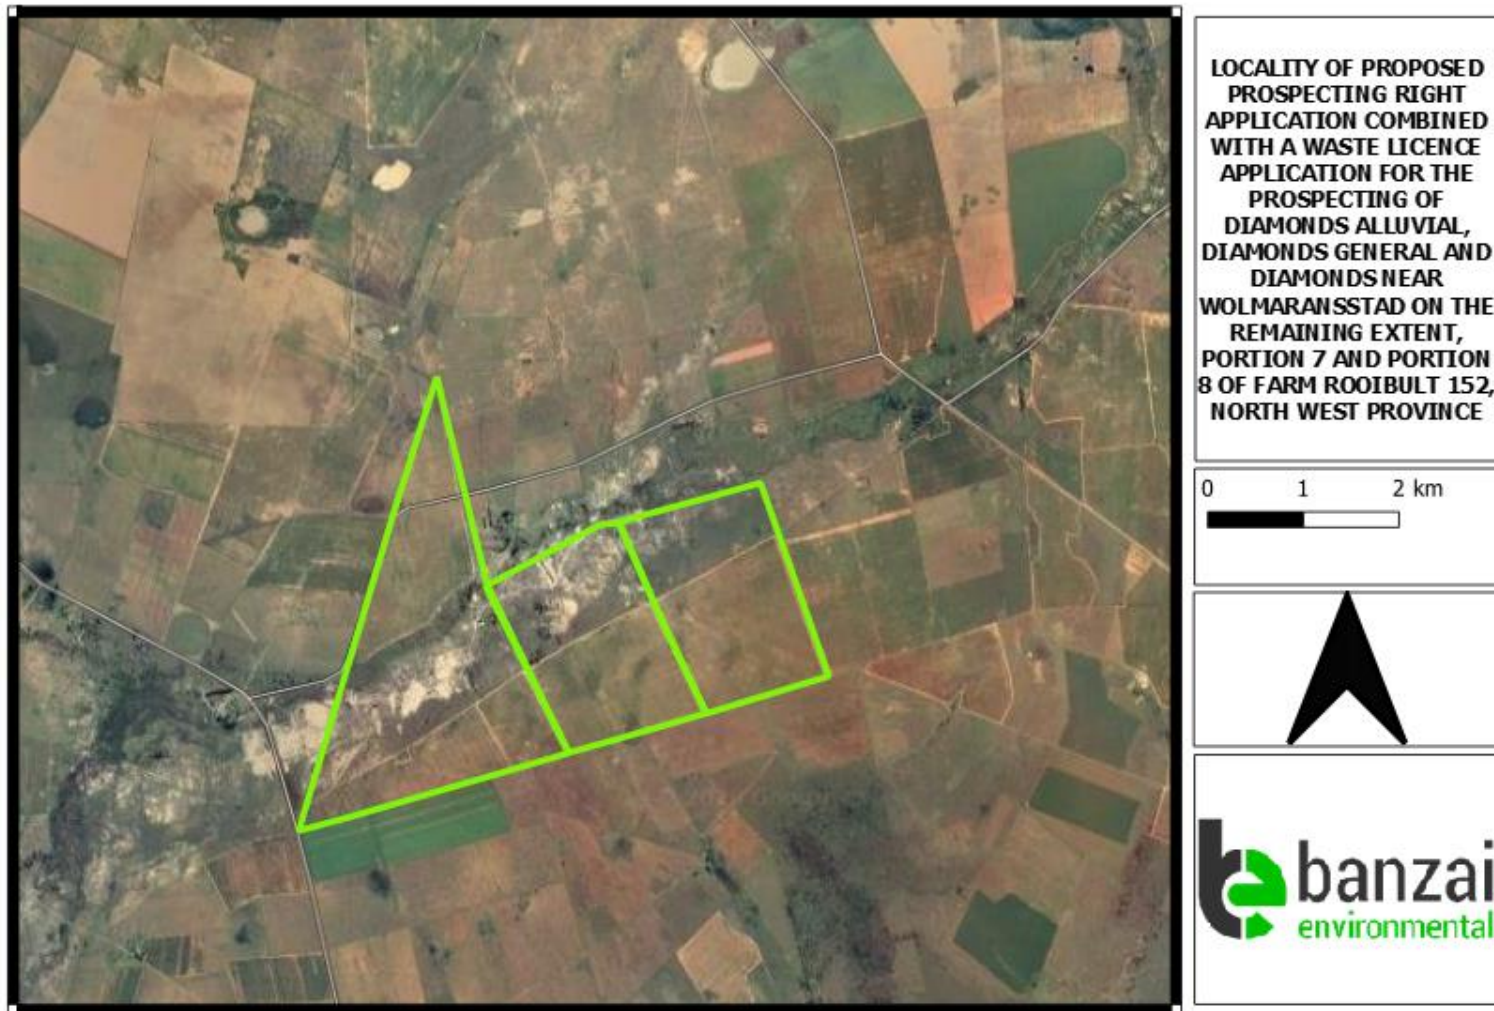 LOCALITY OF PROPOSED
PROSPECTING RIGHT
APPLICATION COMBINED
WITH A WASTE LICENCE
APPLICATION FOR THE
PROSPECTING OF
DIAMONDS ALLUVIAL,
DIAMONDS GENERAL AND
DIAMONDS NEAR
WOLMARANSSTAD ON THE
REMAINING EXTENT,
PORTION 7 AND PORTION
8 OF FARM ROOIBULT 152,
NORTH WEST PROVINCE
0 1 2 km
banzai
environmental